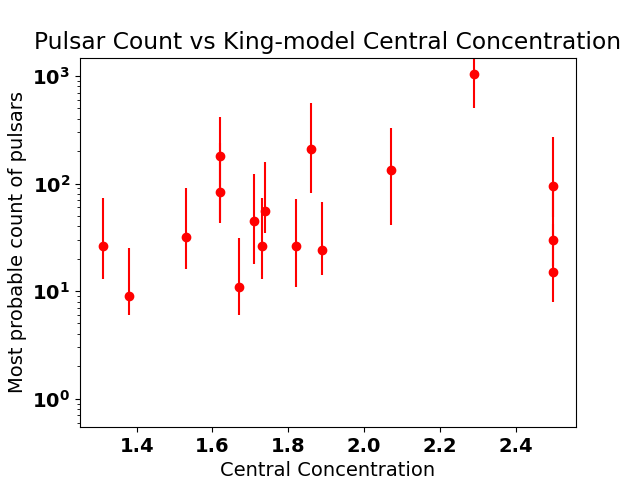 Pulsar Count vs King-model Central Concentration
Most probable count of pulsars
10³
10²
10¹
10⁰
1.4 1.6 1.8 2.0 2.2 2.4
Central Concentration